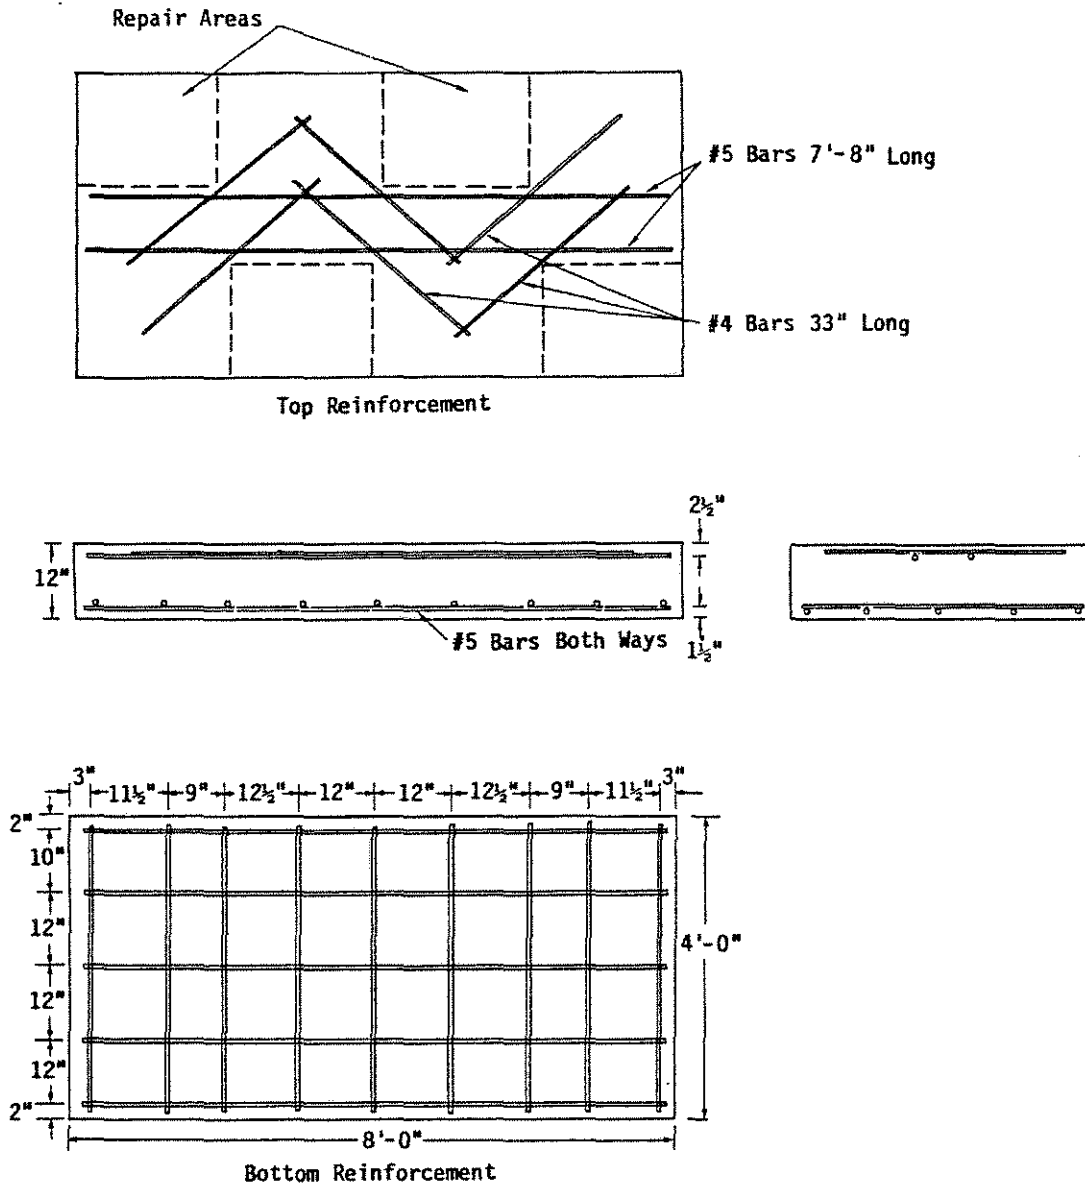 Repair Areas
#5 Bars 7'-8" Long
#4 Bars 33" Long
Top Reinforcement
2½"
12"
#5 Bars Both Ways
1½"
3" 11½" 9" 12½" 12" 12" 12½" 9" 11½" 3"
2"
10"
12"
4'-0"
12"
12"
2"
8'-0"
Bottom Reinforcement